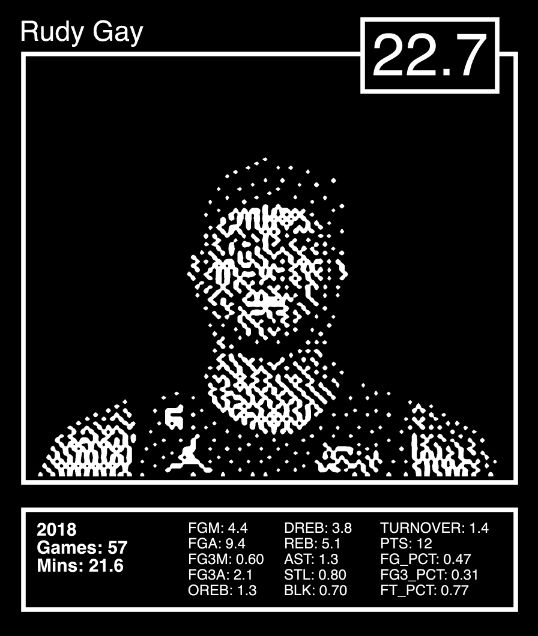 Rudy Gay
22.7
2018
Games: 57
Mins: 21.6
FGM: 4.4
FGA: 9.4
FG3M: 0.60
FG3A: 2.1
OREB: 1.3
DREB: 3.8
REB: 5.1
AST: 1.3
STL: 0.80
BLK: 0.70
TURNOVER: 1.4
PTS: 12
FG_PCT: 0.47
FG3_PCT: 0.31
FT_PCT: 0.77